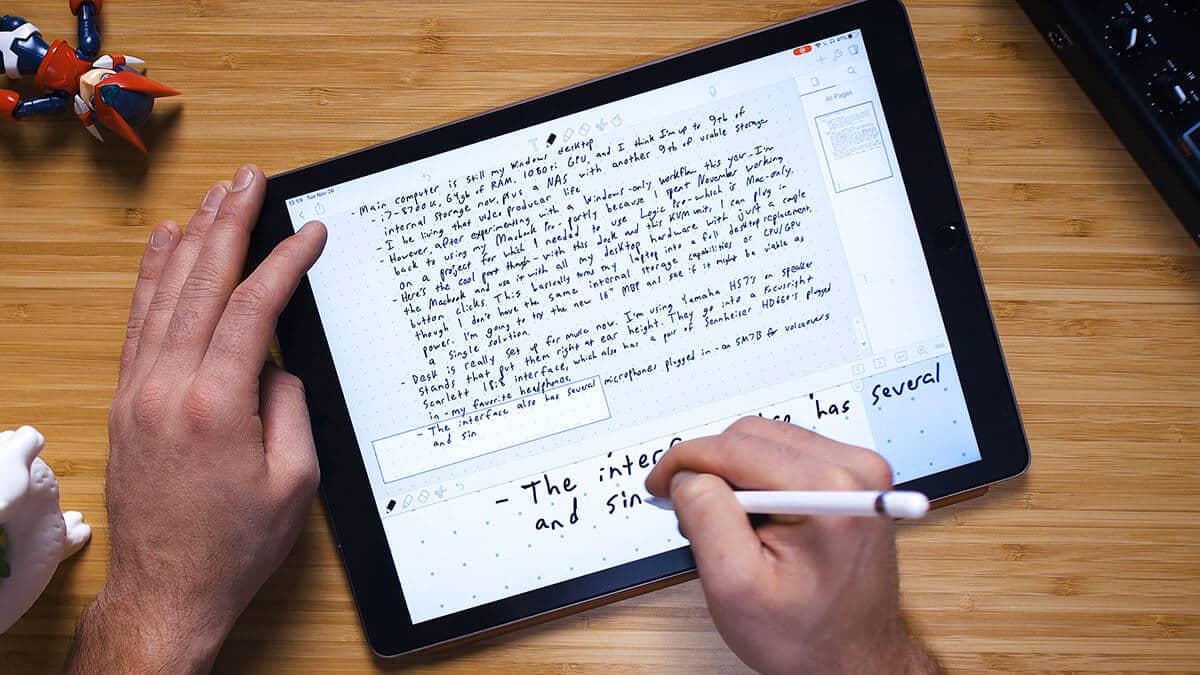 12:59 Tue Nov 26
All Pages
- Main computer is still my Windows desktop
- i7-8700K, 64gb of RAM, 1080ti GPU, and I think I'm up to 9tb of
internal storage now, plus a NAS with another 9tb of usable storage
- I be living that video producer life
- However, after experimenting with a Windows-only workflow this year, I'm
back to using my Macbook Pro - partly because I spent November working
on a project for which I needed to use Logic Pro - which is Mac-only.
- Here's the cool part though - with this dock and this KVM unit, I can plug in
the Macbook and use it with all my desktop hardware with just a couple
button clicks. This basically turns my laptop into a full desktop replacement,
though I don't have the same internal storage capabilities or CPU/GPU
power. I'm going to try the new 16" MBP and see if it might be viable as
a single solution.
- Desk is really set up for music now. I'm using Yamaha HS7's on speaker
stands that put them right at ear height. They go into a Focusright
Scarlett 18i8 interface, which also has a pair of Sennheiser HD660's plugged
in - my favorite headphones.
- The interface also has several microphones plugged in - an SM7B for voiceovers
and sin
- The inter has several
and sin